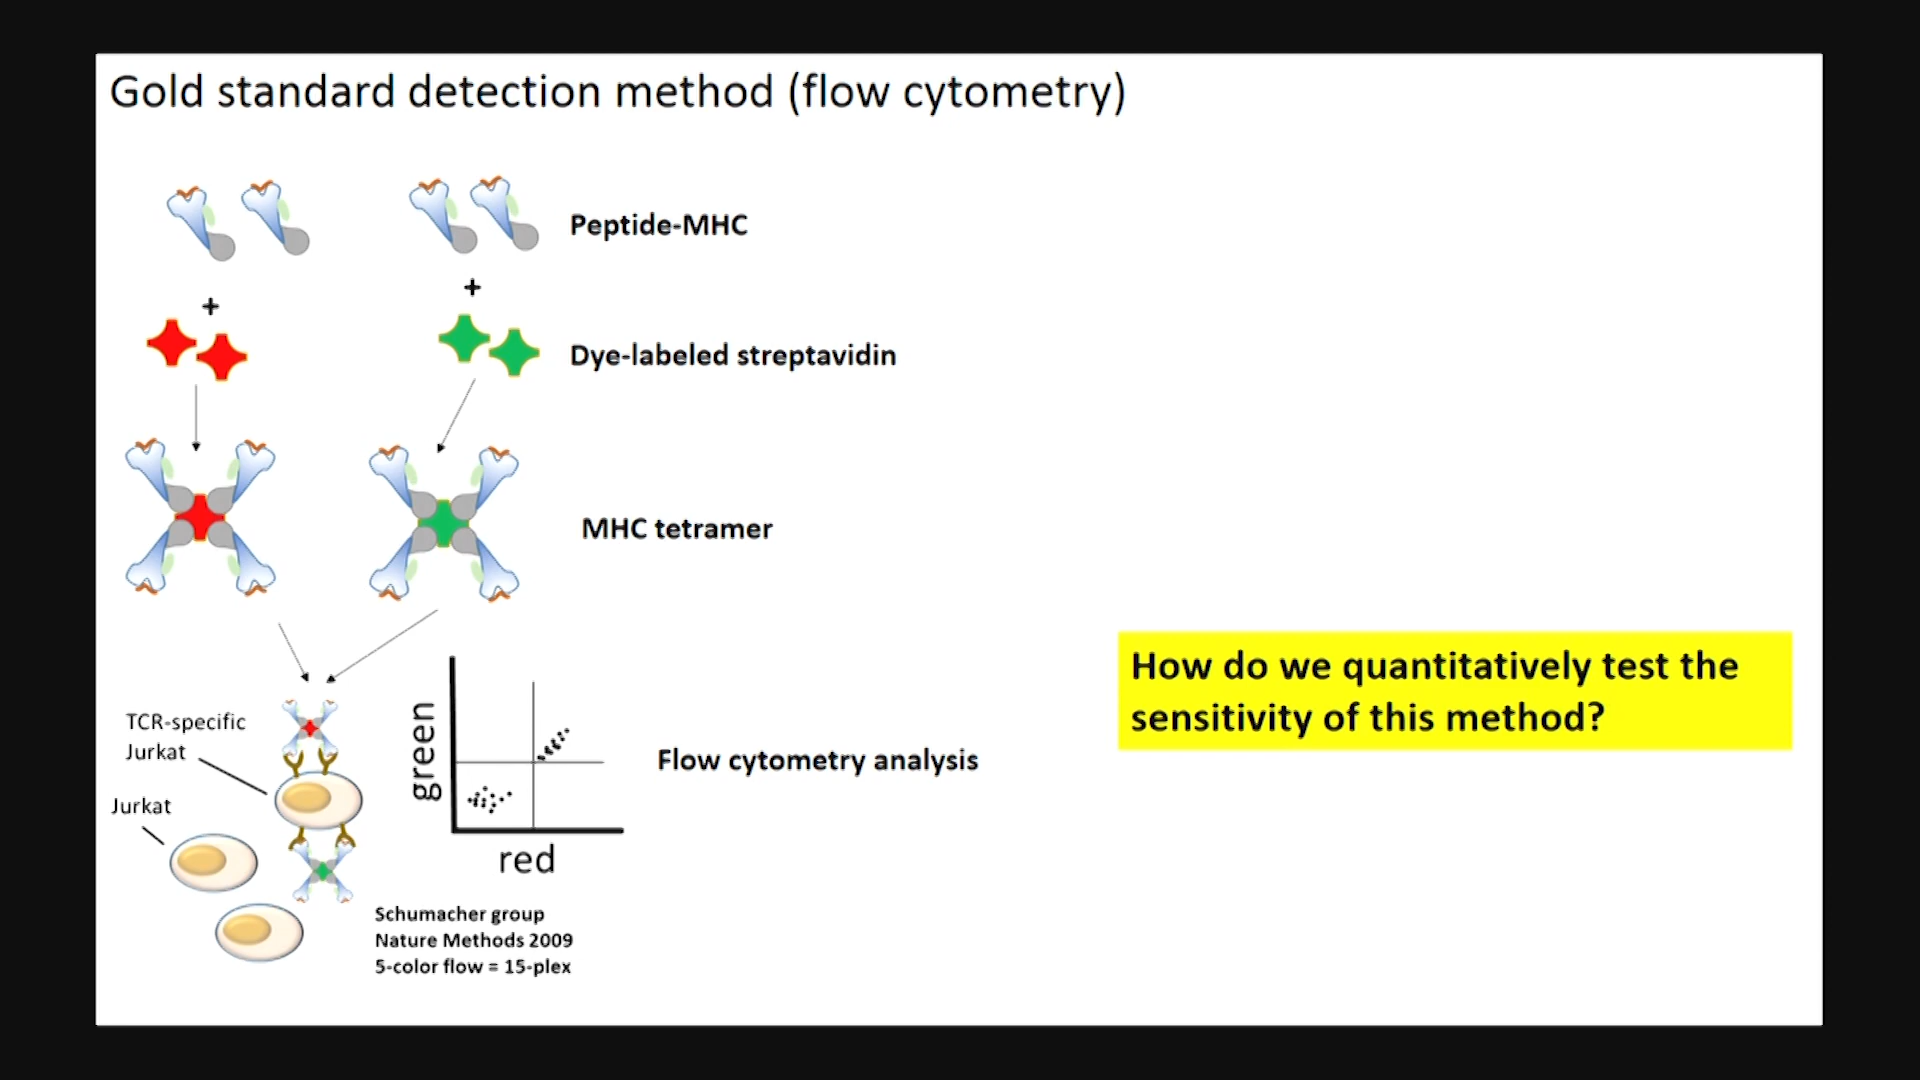 Gold standard detection method (flow cytometry)
Peptide-MHC
+
+
Dye-labeled streptavidin
MHC tetramer
How do we quantitatively test the
sensitivity of this method?
TCR-specific
Jurkat
Jurkat
green
red
Flow cytometry analysis
Schumacher group
Nature Methods 2009
5-color flow = 15-plex